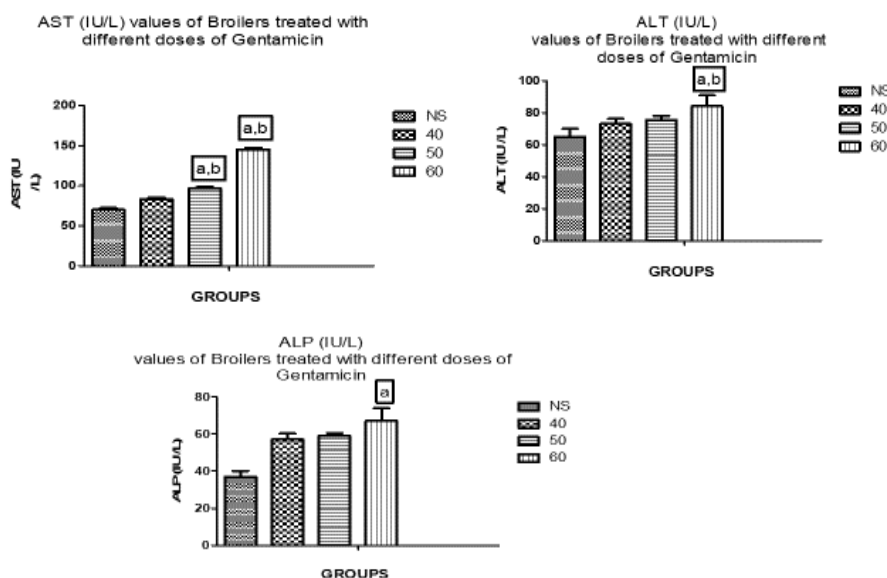 AST (IU/L) values of Broilers treated with
different doses of Gentamicin
200
150
100
50
0
AST(IU
/L)
a,b
a,b
GROUPS
NS
40
50
60
ALT (IU/L)
values of Broilers treated with different
doses of Gentamicin
100
80
60
40
20
0
ALT(IU/L)
a,b
GROUPS
NS
40
50
60
ALP (IU/L)
values of Broilers treated with different doses of
Gentamicin
80
60
40
20
0
ALP(IU/L)
a
GROUPS
NS
40
50
60